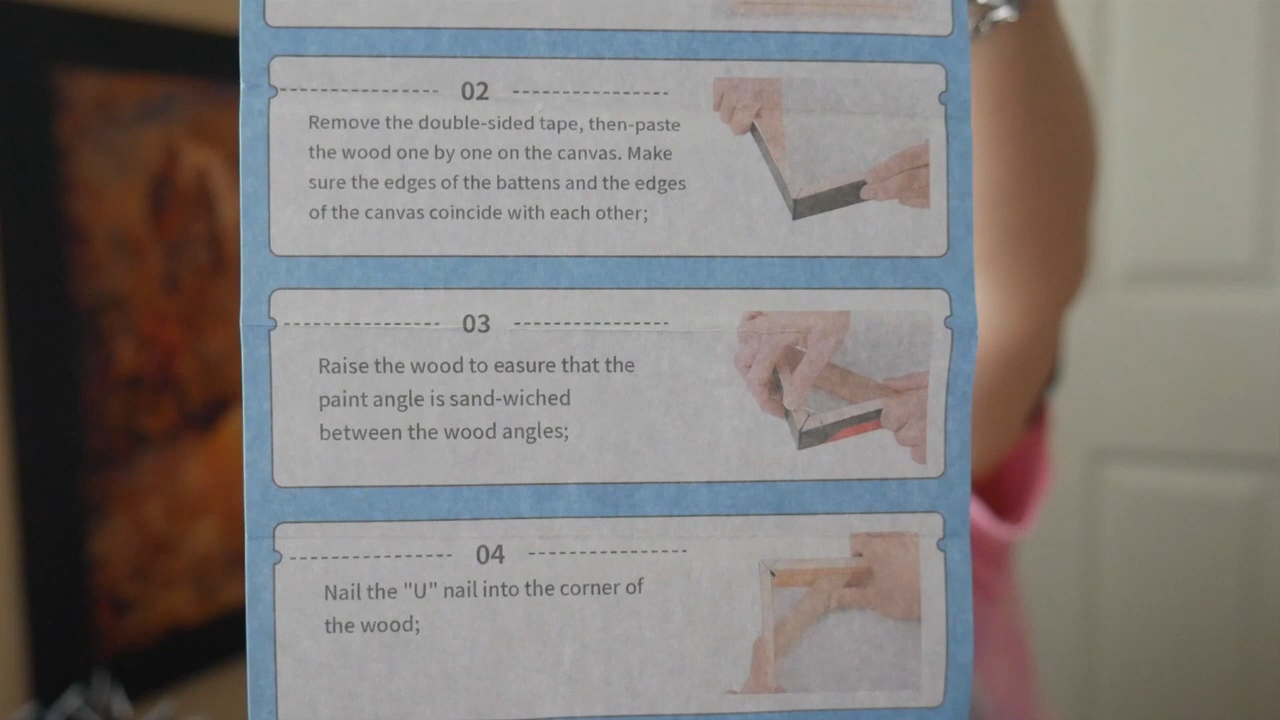 02
Remove the double-sided tape, then-paste
the wood one by one on the canvas. Make
sure the edges of the battens and the edges
of the canvas coincide with each other;
03
Raise the wood to easure that the
paint angle is sand-wiched
between the wood angles;
04
Nail the "U" nail into the corner of
the wood;